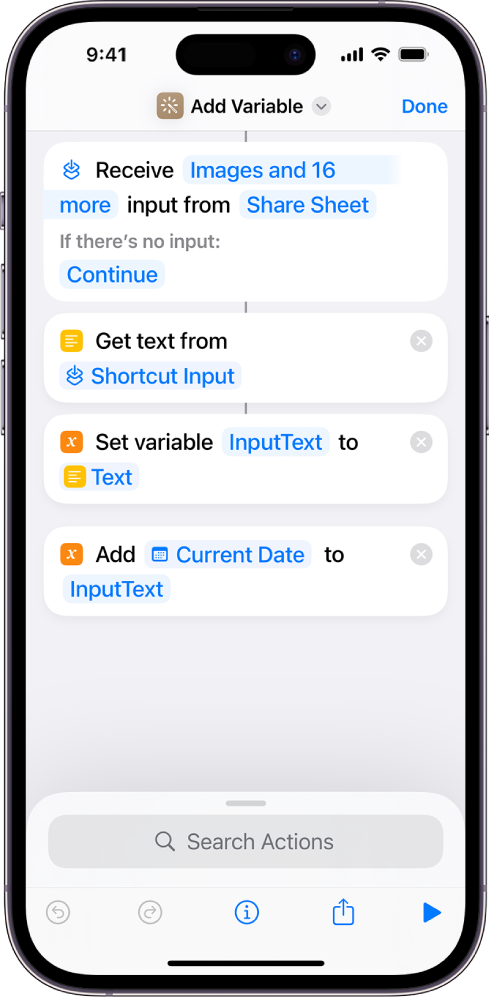 9:41
Add Variable
Done
Receive Images and 16
more input from Share Sheet
If there’s no input:
Continue
Get text from
Shortcut Input
x Set variable InputText to
Text
x Add Current Date to
InputText
Search Actions